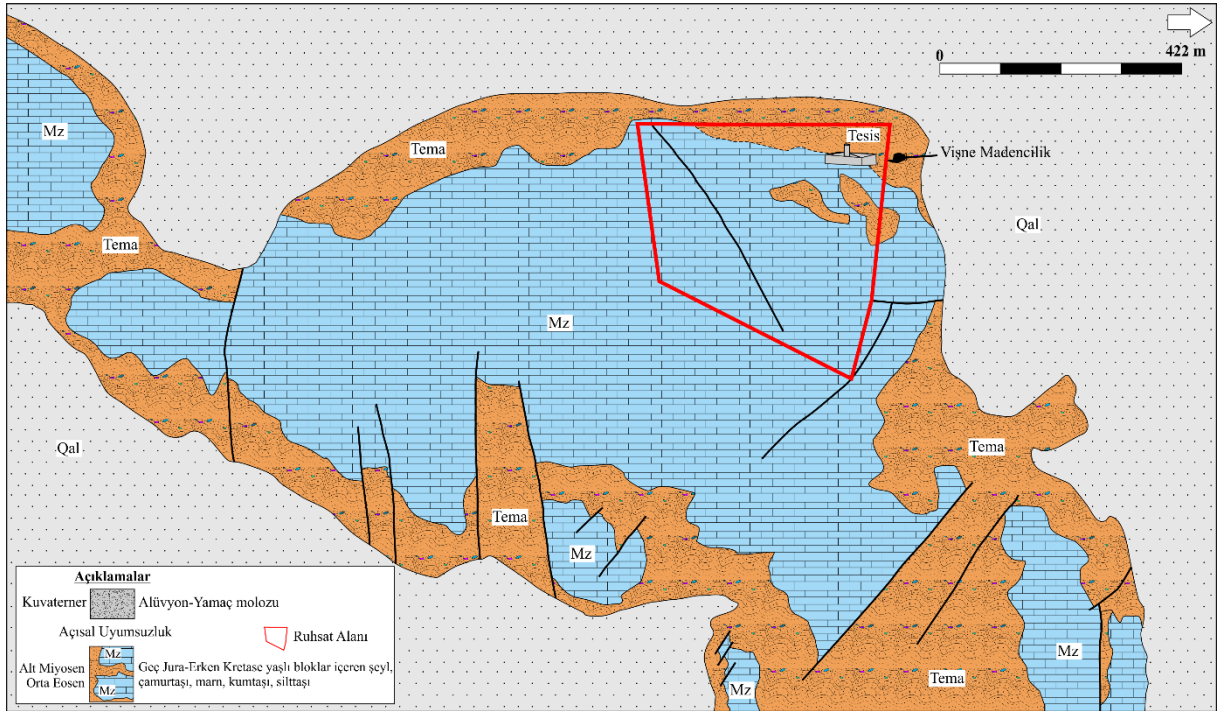 0
422 m
Mz
Tema
Tesis
Vişne Madencilik
Tema
Qal
Mz
Qal
Tema
Tema
Mz
Mz
Tema
Mz
Açıklamalar
Kuvaterner
Alüvyon-Yamaç molozu
Açısal Uyumsuzluk
Ruhsat Alanı
Alt Miyosen
Orta Eosen
Mz
Mz
Geç Jura-Erken Kretase yaşlı bloklar içeren şeyl,
çamurtaşı, marn, kumtaşı, silttaşı